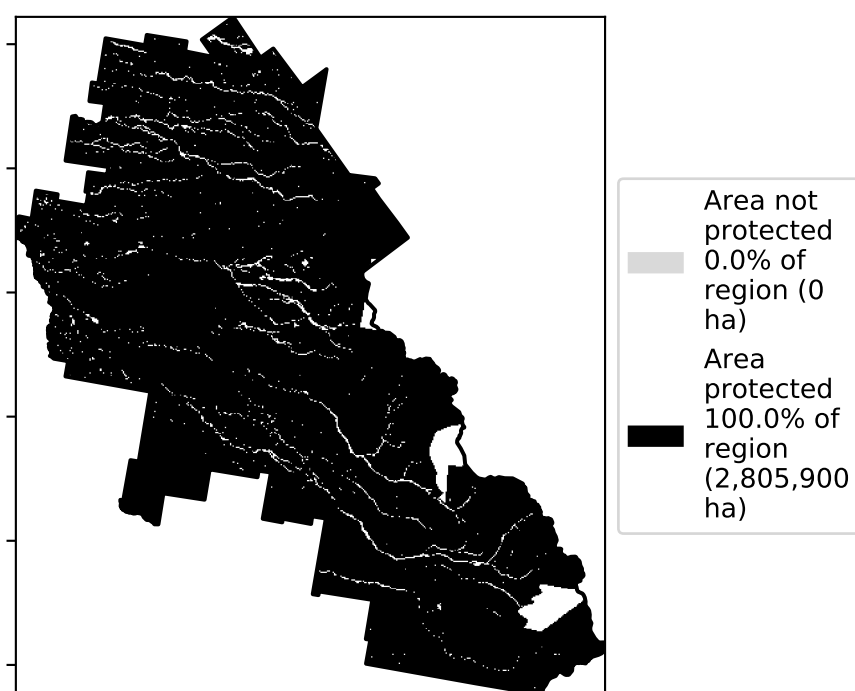 Area not
protected
0.0% of
region (0
ha)
Area
protected
100.0% of
region
(2,805,900
ha)